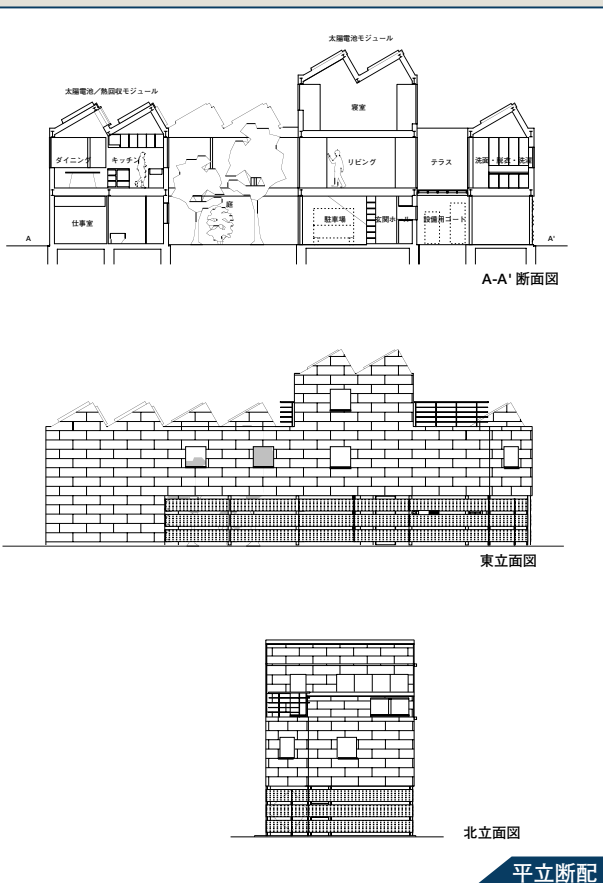 太陽電池モジュール
太陽電池／熱回収モジュール
寝室
ダイニング
キッチン
リビング
テラス
洗面・脱衣・洗濯
庭
仕事室
駐車場
玄関ホール
設備用コート
A
A'
A-A' 断面図
東立面図
北立面図
平立断配